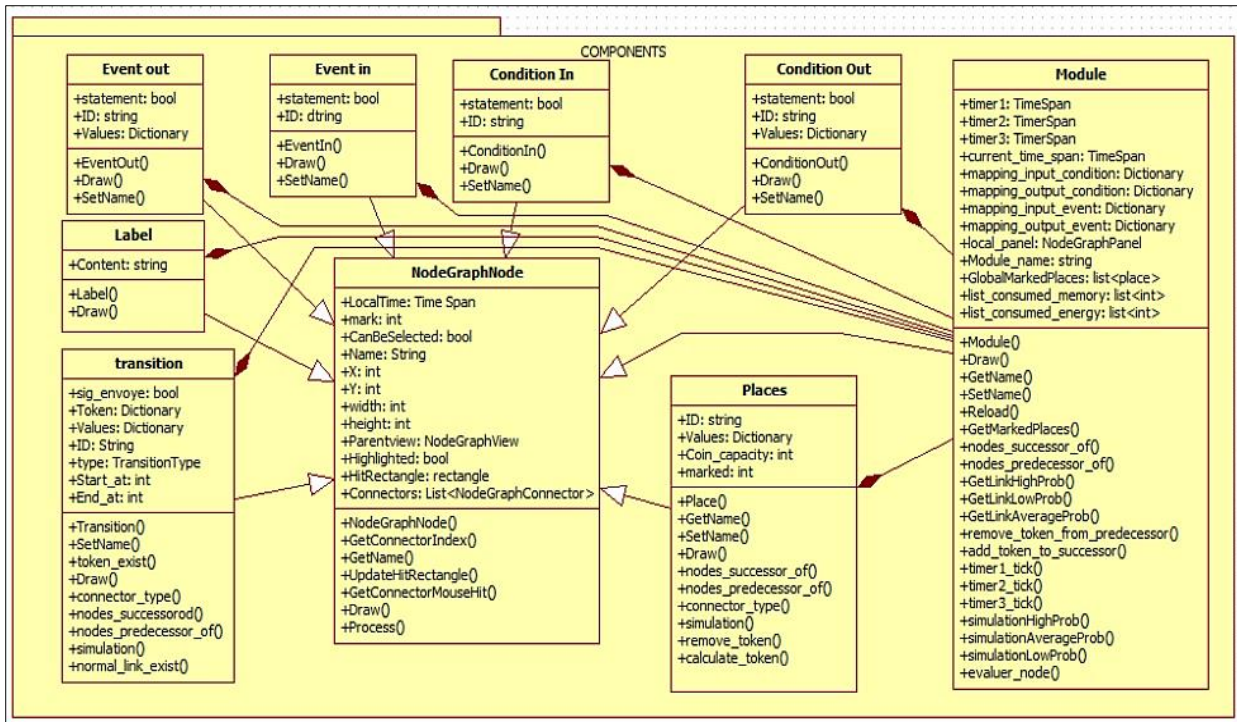 COMPONENTS
Event out
+statement: bool
+ID: string
+Values: Dictionary
+EventOut()
+Draw()
+SetName()
Event in
+statement: bool
+ID: dtring
+EventIn()
+Draw()
+SetName()
Condition In
+statement: bool
+ID: string
+ConditionIn()
+Draw()
+SetName()
Condition Out
+statement: bool
+ID: string
+Values: Dictionary
+ConditionOut()
+Draw()
+SetName()
Module
+timer1: TimeSpan
+timer2: TimerSpan
+timer3: TimerSpan
+current_time_span: TimeSpan
+mapping_input_condition: Dictionary
+mapping_output_condition: Dictionary
+mapping_input_event: Dictionary
+mapping_output_event: Dictionary
+local_panel: NodeGraphPanel
+Module_name: string
+GlobalMarkedPlaces: list<place>
+list_consumed_memory: list<int>
+list_consumed_energy: list<int>
+Module()
+Draw()
+GetName()
+SetName()
+Reload()
+GetMarkedPlaces()
+nodes_successor_of()
+nodes_predecessor_of()
+GetLinkHighProb()
+GetLinkLowProb()
+GetLinkAverageProb()
+remove_token_from_predecessor()
+add_token_to_successor()
+timer1_tick()
+timer2_tick()
+timer3_tick()
+simulationHighProb()
+simulationAverageProb()
+simulationLowProb()
+evaluer_node()
Label
+Content: string
+Label()
+Draw()
NodeGraphNode
+LocalTime: Time Span
+mark: int
+CanBeSelected: bool
+Name: String
+X: int
+Y: int
+width: int
+height: int
+Parentview: NodeGraphView
+Highlighted: bool
+HitRectangle: rectangle
+Connectors: List<NodeGraphConnector>
+NodeGraphNode()
+GetConnectorIndex()
+GetName()
+UpdateHitRectangle()
+GetConnectorMouseHit()
+Draw()
+Process()
transition
+sig_envoye: bool
+Token: Dictionary
+Values: Dictionary
+ID: String
+type: TransitionType
+Start_at: int
+End_at: int
+Transition()
+SetName()
+token_exist()
+Draw()
+connector_type()
+nodes_successorod()
+nodes_predecessor_of()
+simulation()
+normal_link_exist()
Places
+ID: string
+Values: Dictionary
+Coin_capacity: int
+marked: int
+Place()
+GetName()
+SetName()
+Draw()
+nodes_successor_of()
+nodes_predecessor_of()
+connector_type()
+simulation()
+remove_token()
+calculate_token()